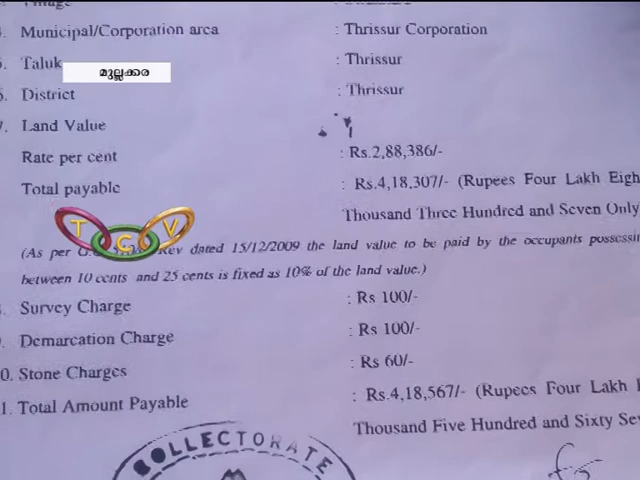 Municipal/Corporation area : Thrissur Corporation
Taluk : Thrissur
മുല്ലക്കര
6. District : Thrissur
7. Land Value
Rate per cent : Rs.2,88,386/-
Total payable : Rs.4,18,307/- (Rupees Four Lakh Eigh
Thousand Three Hundred and Seven Only
T C V
(As per Rev dated 15/12/2009 the land value to be paid by the occupants possessin
between 10 cents and 25 cents is fixed as 10% of the land value.)
Survey Charge : Rs 100/-
Demarcation Charge : Rs 100/-
0. Stone Charges : Rs 60/-
1. Total Amount Payable : Rs.4,18,567/- (Rupees Four Lakh
Thousand Five Hundred and Sixty Sev
COLLECTORATE